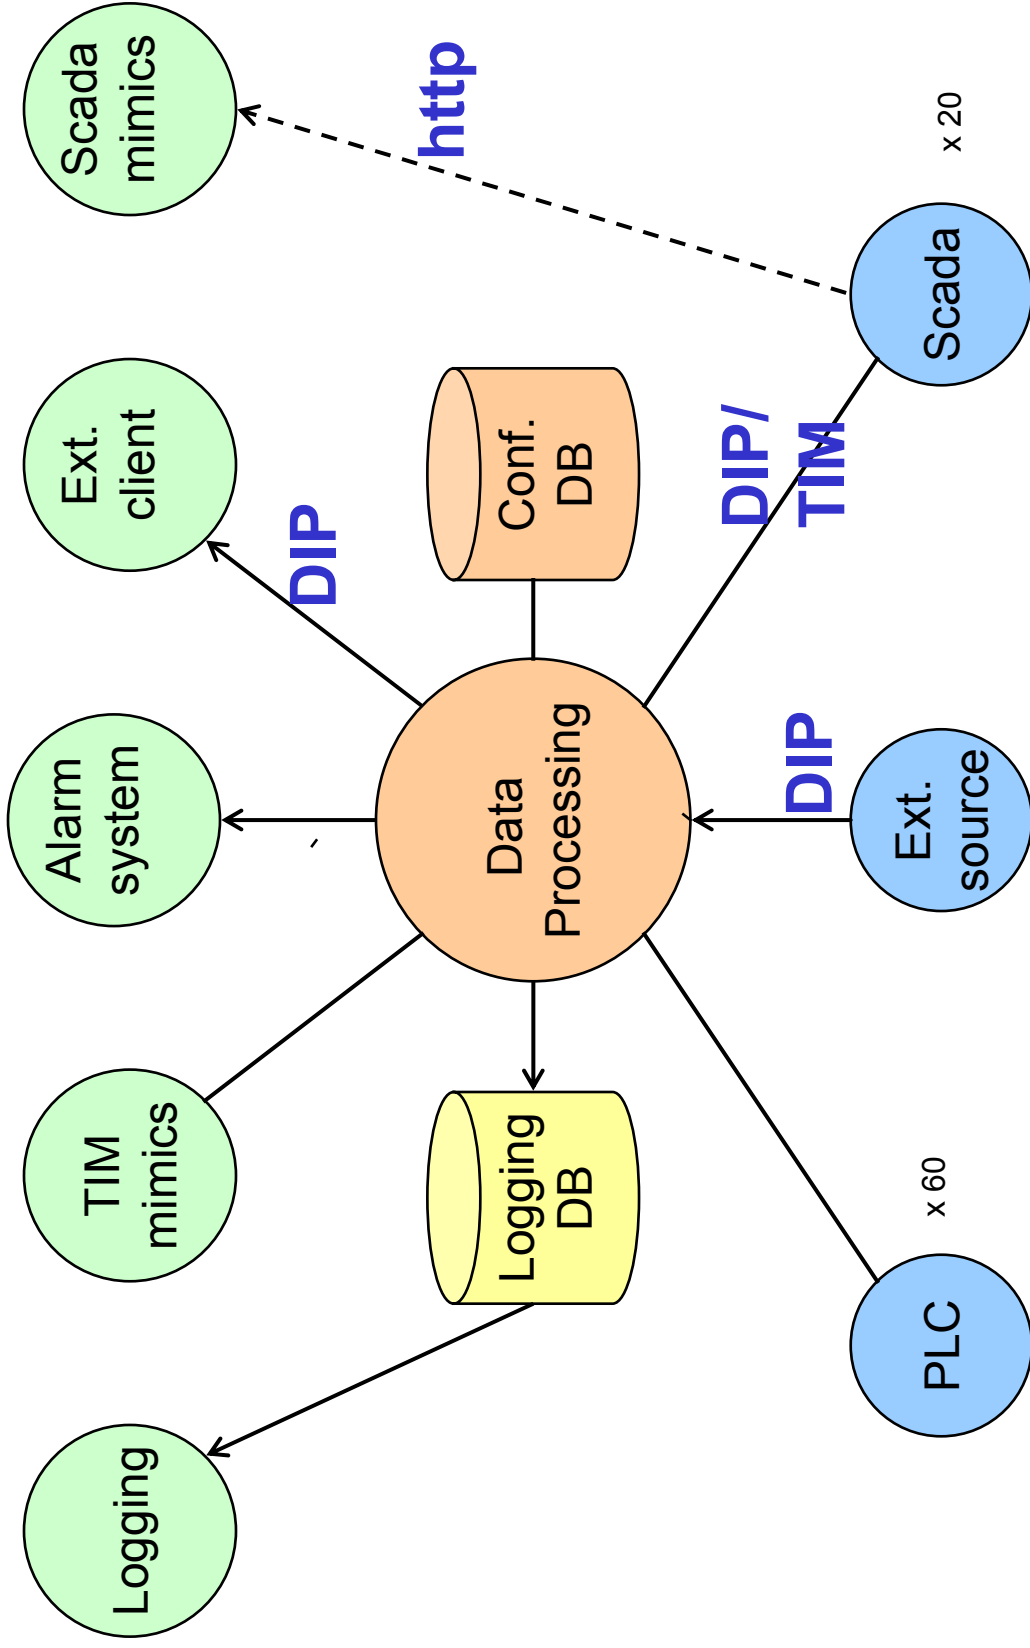 Logging
TIM
mimics
Alarm
system
Ext.
client
Scada
mimics
DIP
http
Logging
DB
Data
Processing
Conf.
DB
DIP
DIP/
TIM
PLC
x 60
Ext.
source
Scada
x 20